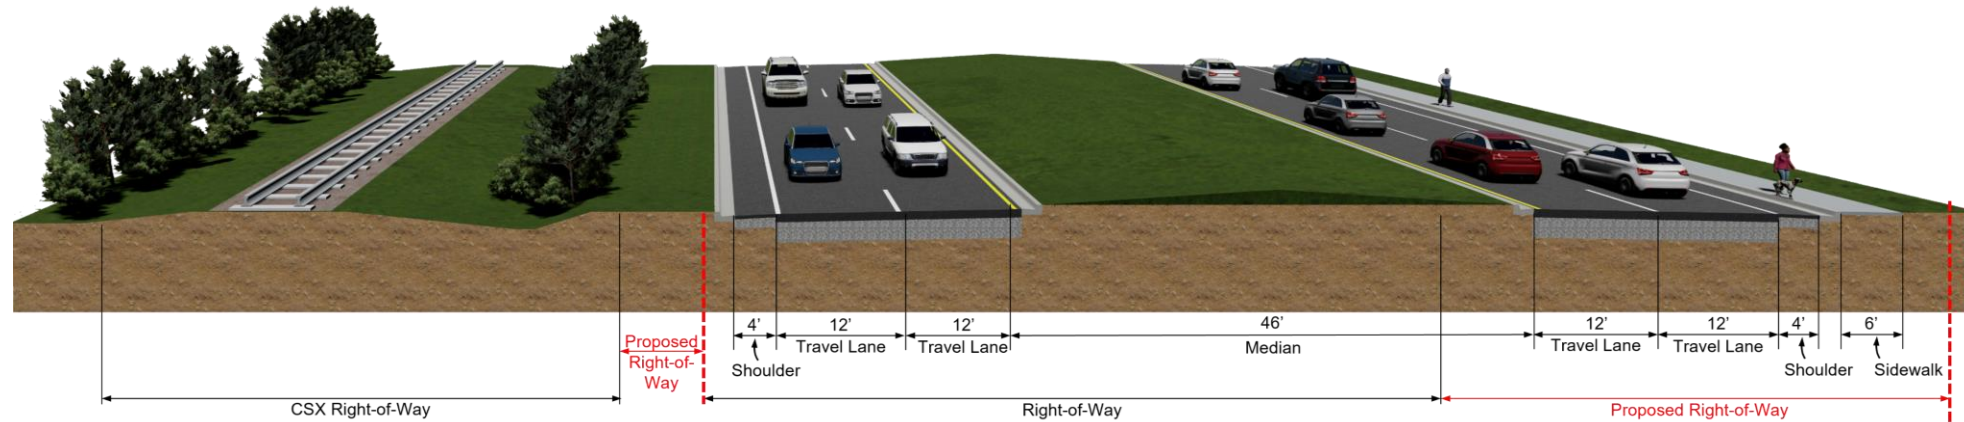 4’
12’
12’
46’
12’
12’
4’
6’
Travel Lane
Travel Lane
Median
Travel Lane
Travel Lane
Shoulder
Shoulder
Sidewalk
Proposed
Right-of-
Way
CSX Right-of-Way
Right-of-Way
Proposed Right-of-Way